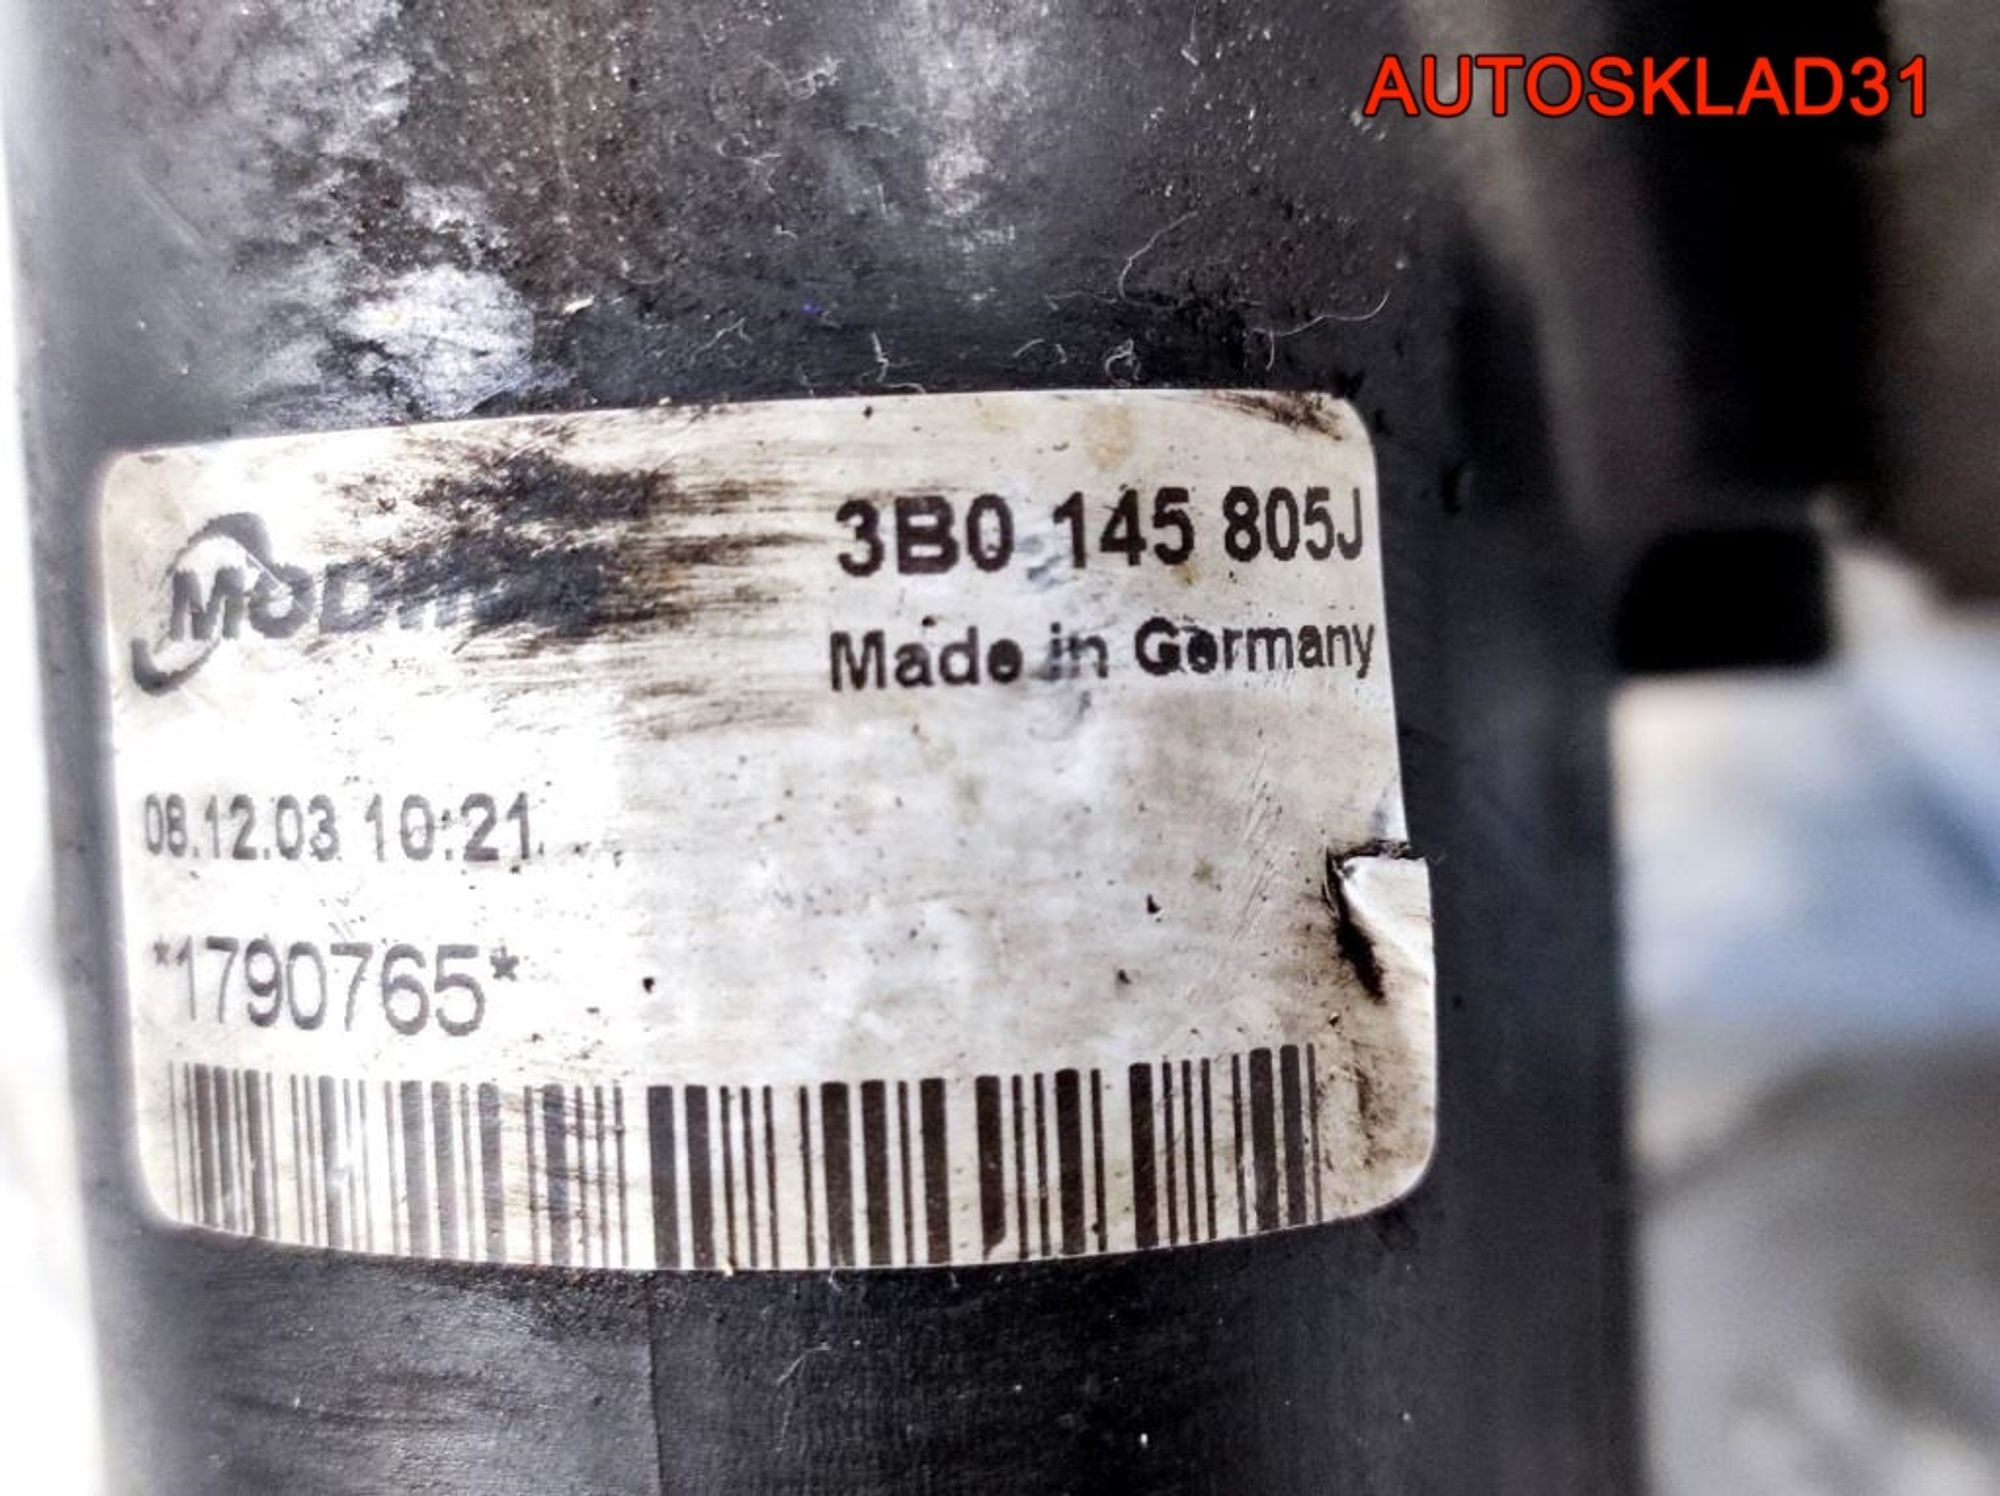 AUTOSKLAD31
3B0 145 805J
Made in Germany
08.12.03 10:21
*1790765*